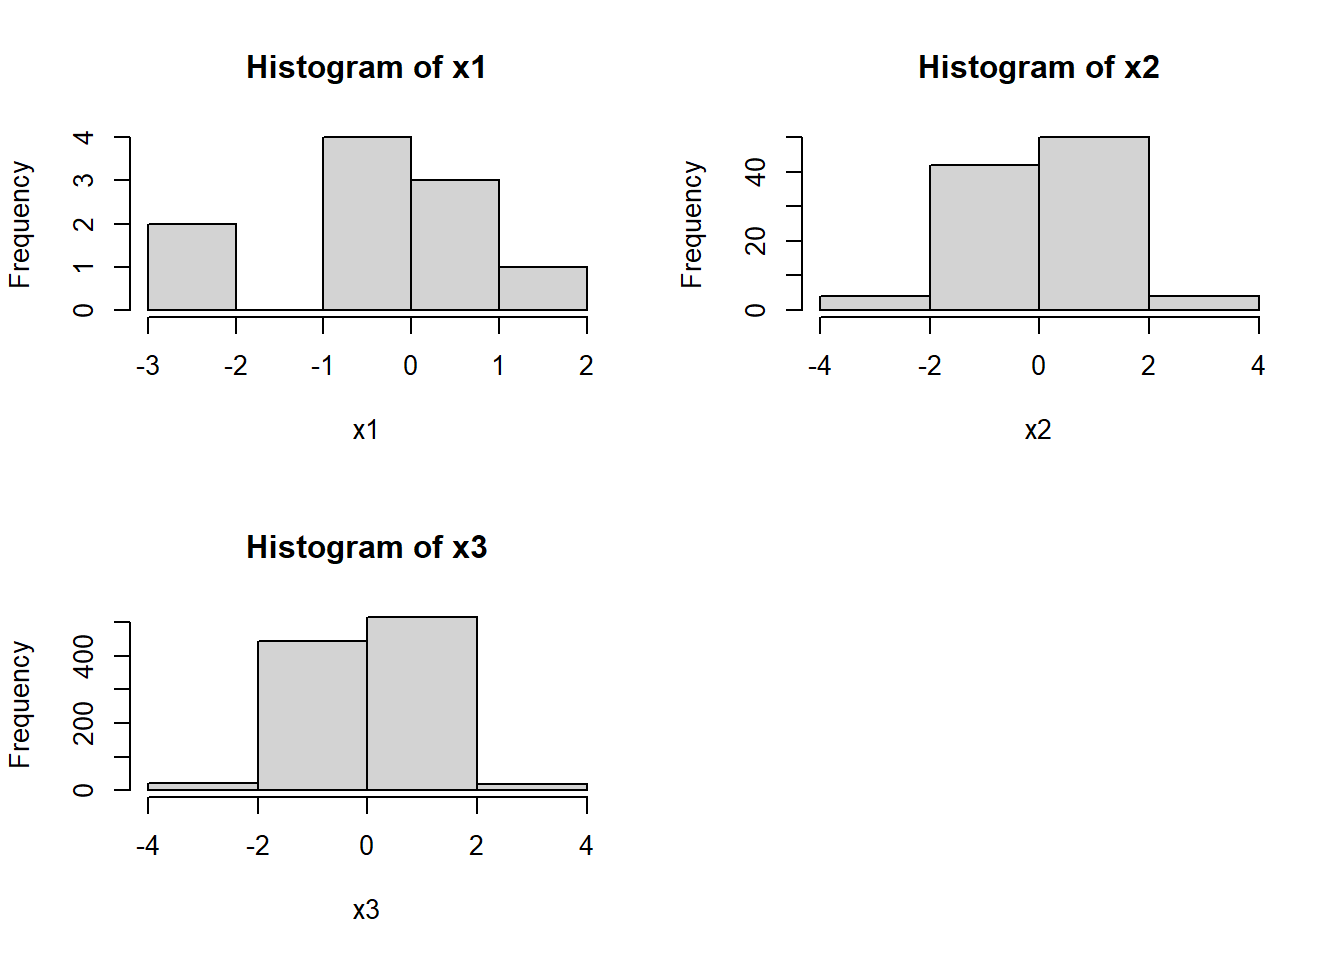 Histogram of x1
Frequency
4
3
2
1
0
-3 -2 -1 0 1 2
x1
Histogram of x2
Frequency
40
20
0
-4 -2 0 2 4
x2
Histogram of x3
Frequency
400
200
0
-4 -2 0 2 4
x3